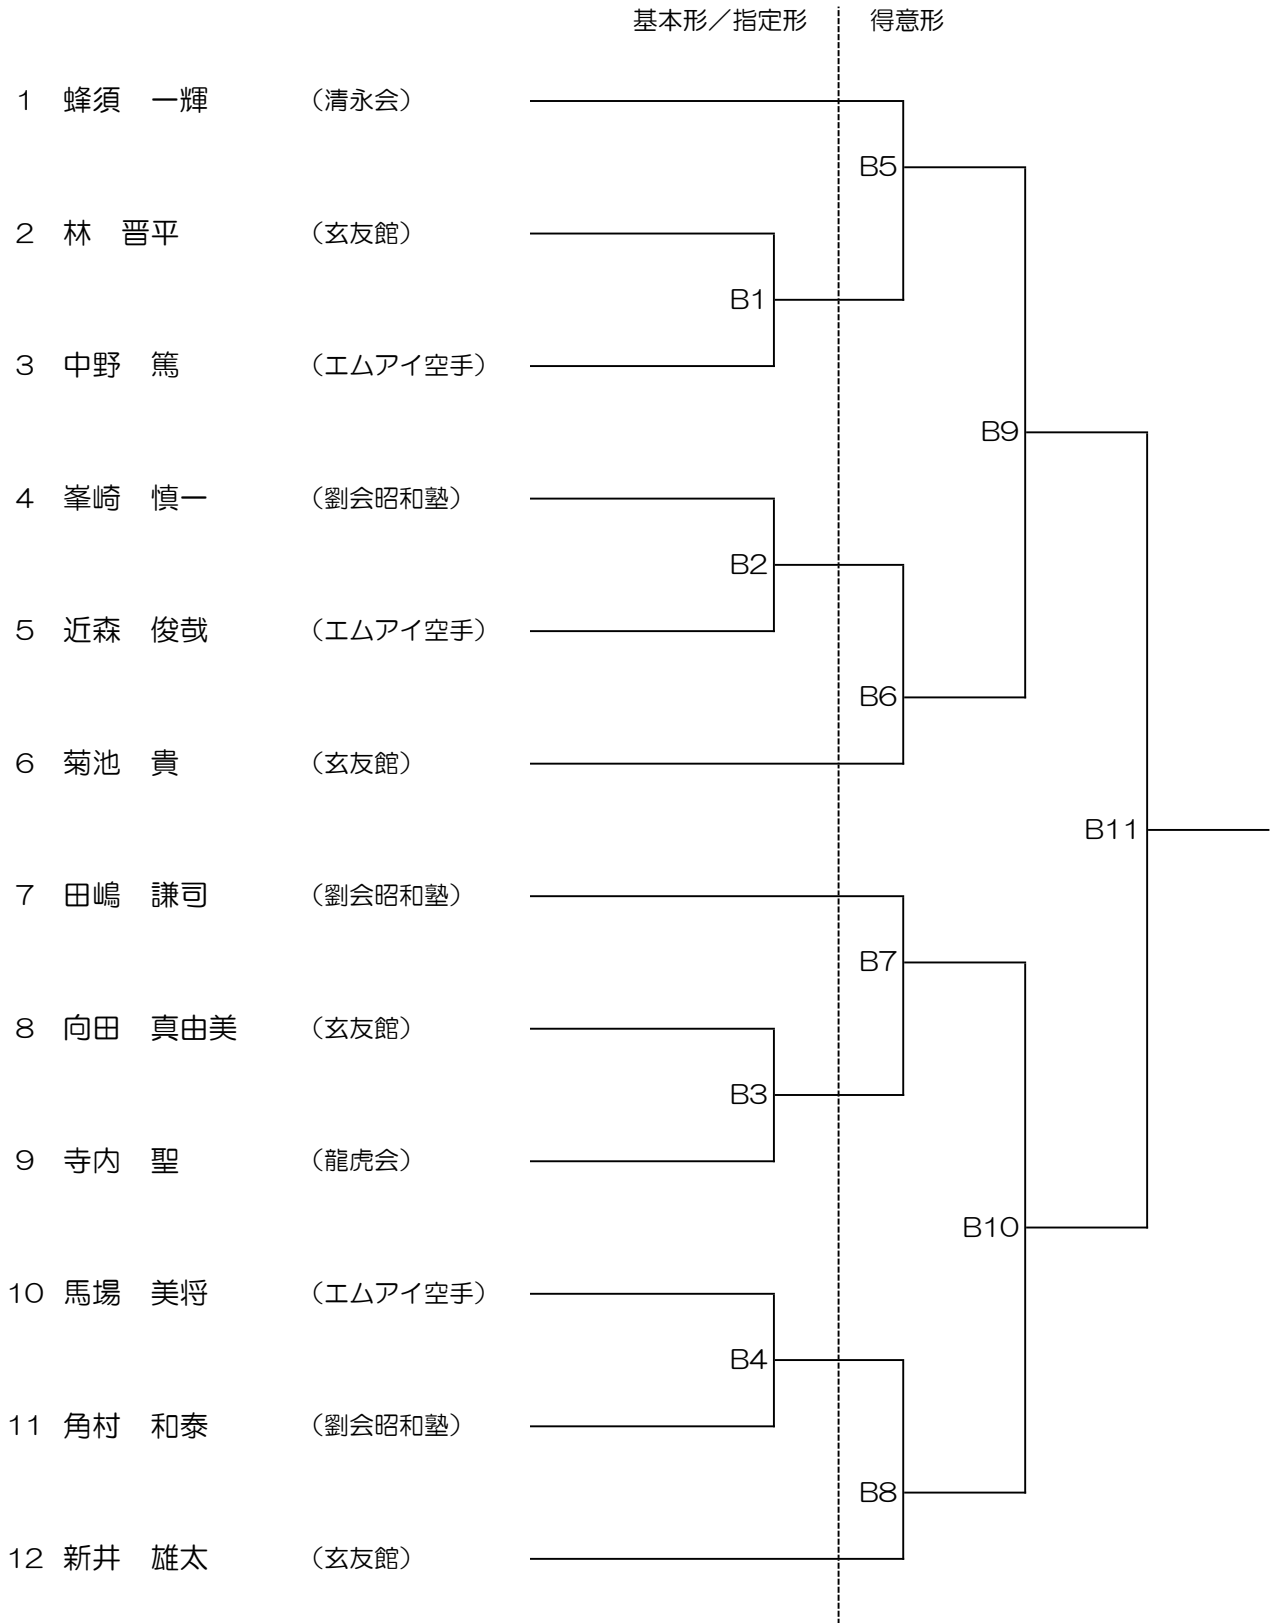 基本形／指定形 得意形
1 蜂須　一輝 （清永会）
B5
2 林　晋平 （玄友館）
B1
3 中野　篤 （エムアイ空手）
B9
4 峯崎　慎一 （劉会昭和塾）
B2
5 近森　俊哉 （エムアイ空手）
B6
6 菊池　貴 （玄友館）
B11
7 田嶋　謙司 （劉会昭和塾）
B7
8 向田　真由美 （玄友館）
B3
9 寺内　聖 （龍虎会）
B10
10 馬場　美将 （エムアイ空手）
B4
11 角村　和泰 （劉会昭和塾）
B8
12 新井　雄太 （玄友館）